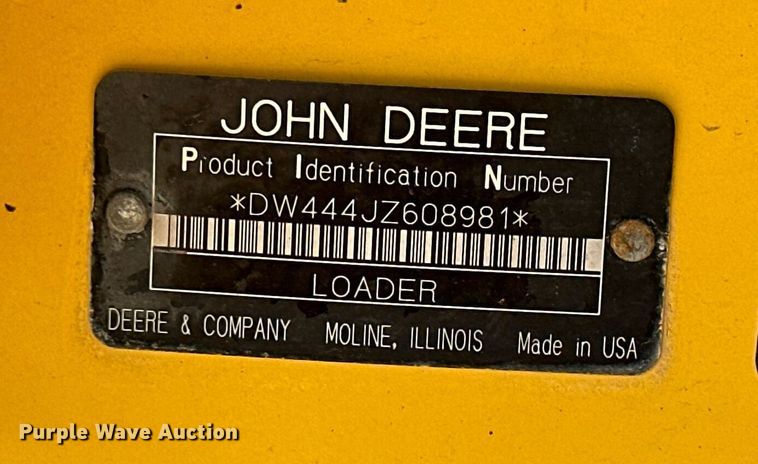 JOHN DEERE
Product Identification Number
*DW444JZ608981*
LOADER
DEERE & COMPANY MOLINE, ILLINOIS Made in USA
Purple Wave Auction